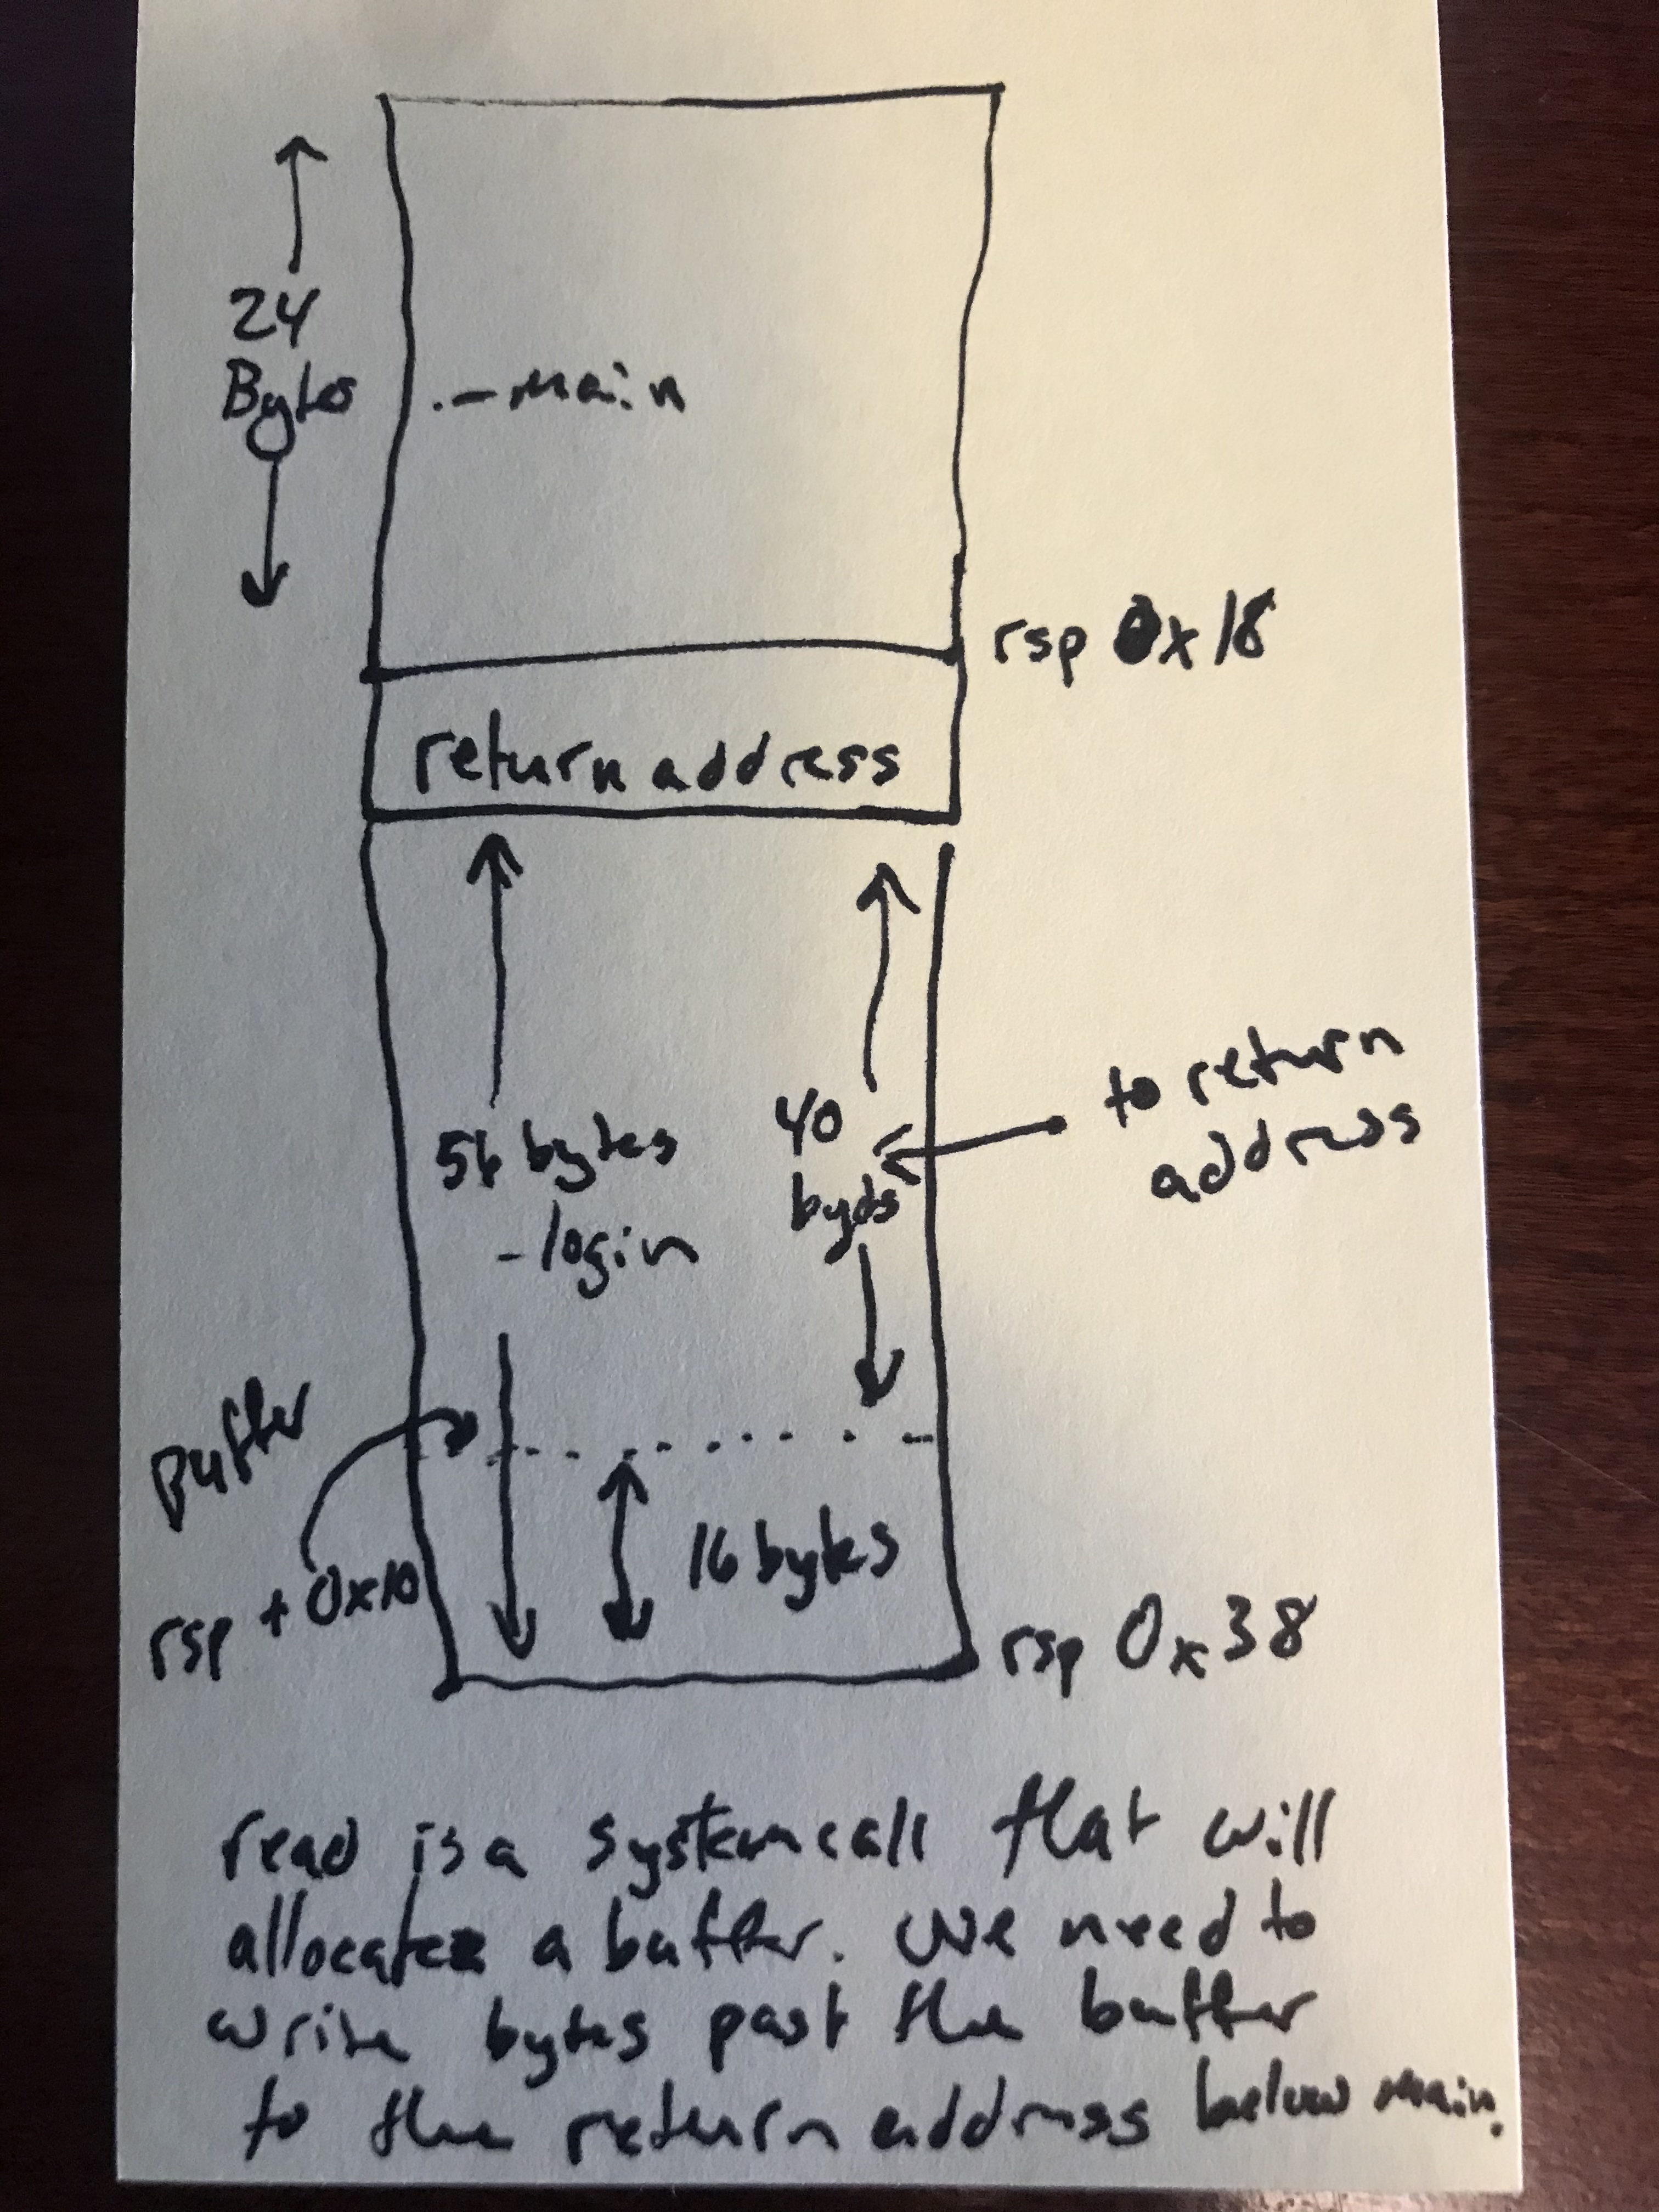 24
Bytes
.- main
rsp 0x18
return address
56 bytes
- login
40
bytes
to return
address
Buffer
rsp + 0x10
16 bytes
rsp 0x38
read is a systemcall that will
allocate a buffer. We need to
write bytes past the buffer
to the return address below main.